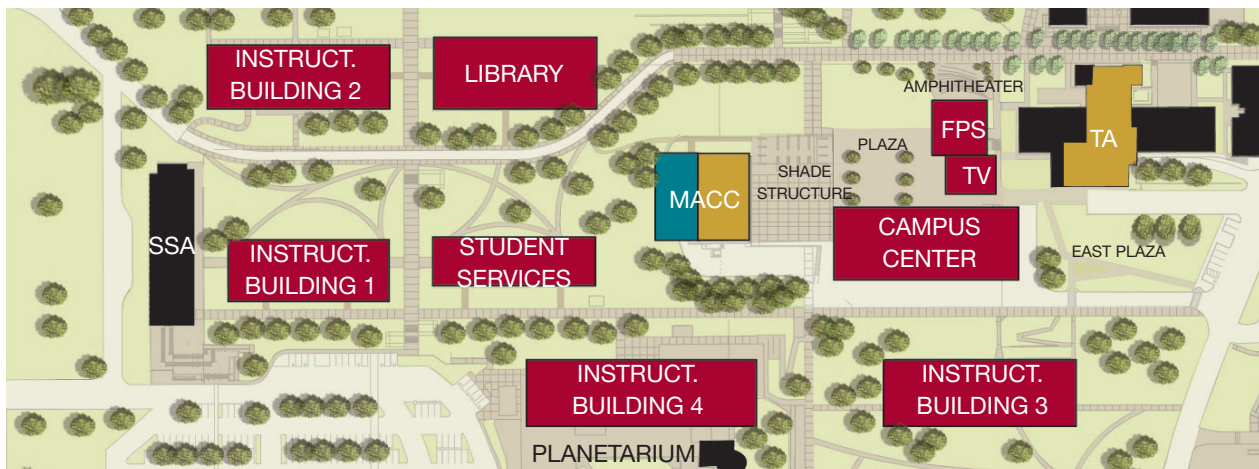 INSTRUCT.
BUILDING 2
LIBRARY
AMPHITHEATER
FPS
TA
PLAZA
TV
SHADE
STRUCTURE
MACC
SSA
INSTRUCT.
BUILDING 1
STUDENT
SERVICES
CAMPUS
CENTER
EAST PLAZA
INSTRUCT.
BUILDING 4
INSTRUCT.
BUILDING 3
PLANETARIUM